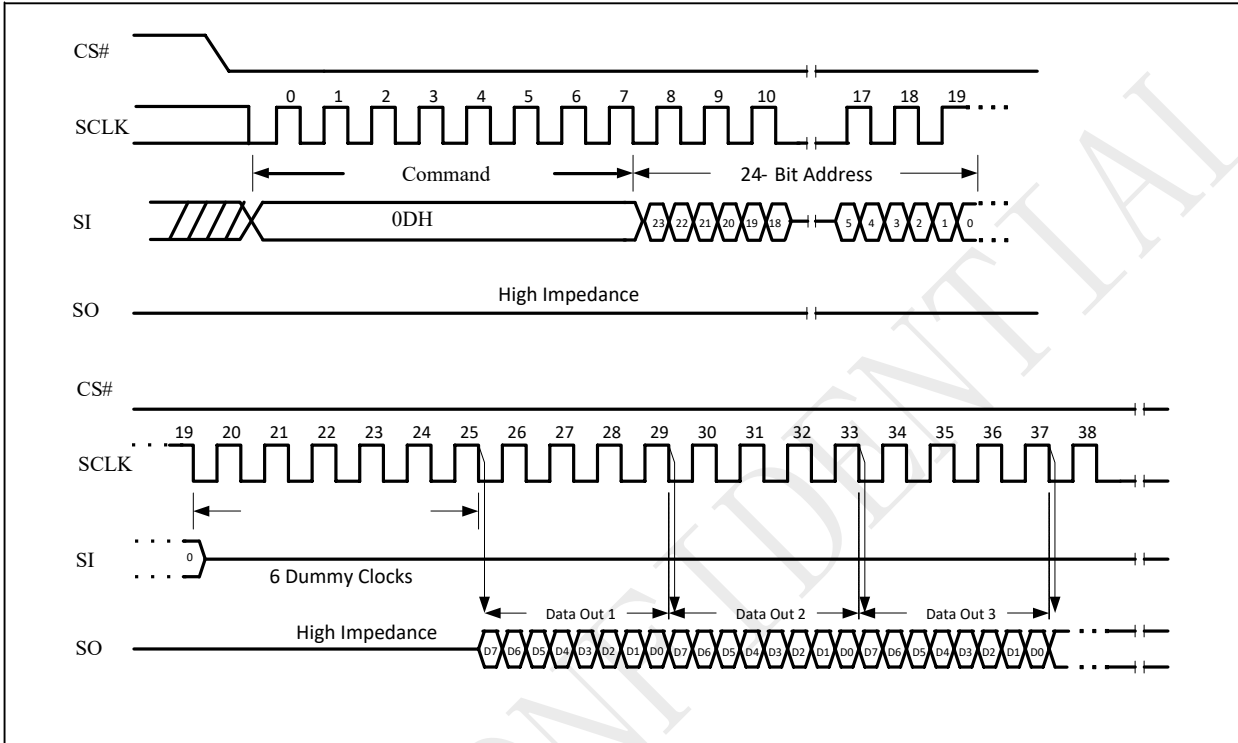 CS#
0 1 2 3 4 5 6 7 8 9 10 17 18 19
SCLK
Command 24- Bit Address
SI 0DH 23 22 21 20 19 18 5 4 3 2 1 0
High Impedance
SO
CS#
19 20 21 22 23 24 25 26 27 28 29 30 31 32 33 34 35 36 37 38
SCLK
SI 0
6 Dummy Clocks
Data Out 1 Data Out 2 Data Out 3
High Impedance
SO D7 D6 D5 D4 D3 D2 D1 D0 D7 D6 D5 D4 D3 D2 D1 D0 D7 D6 D5 D4 D3 D2 D1 D0